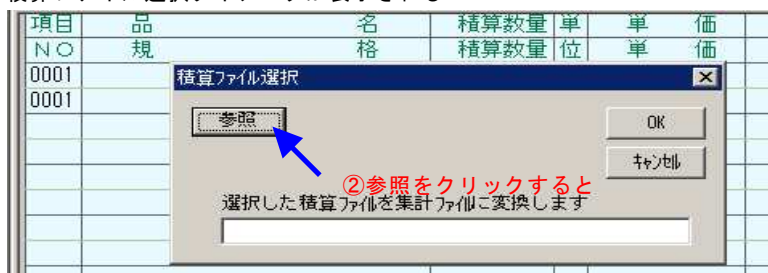 項目 品 名 積算数量 単 単 価
NO 規 格 積算数量 位 単 価
0001
積算ファイル選択
0001
参照
OK
キャンセル
②参照をクリックすると
選択した積算ファイルを集計ファイルに変換します